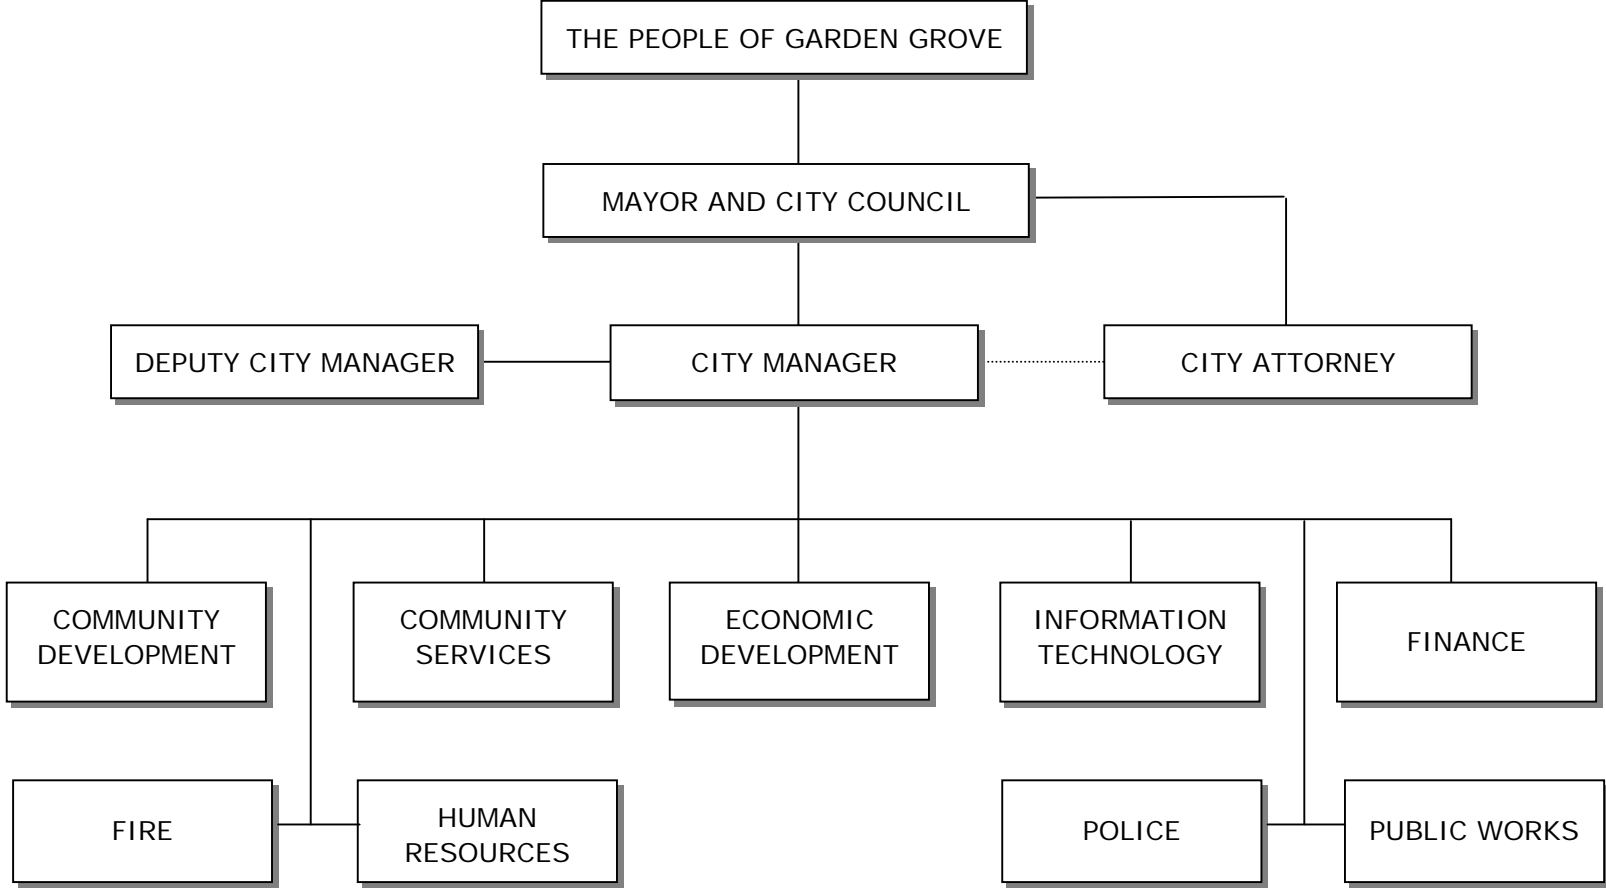 THE PEOPLE OF GARDEN GROVE
MAYOR AND CITY COUNCIL
DEPUTY CITY MANAGER
CITY MANAGER
CITY ATTORNEY
COMMUNITY
DEVELOPMENT
COMMUNITY
SERVICES
ECONOMIC
DEVELOPMENT
INFORMATION
TECHNOLOGY
FINANCE
FIRE
HUMAN
RESOURCES
POLICE
PUBLIC WORKS